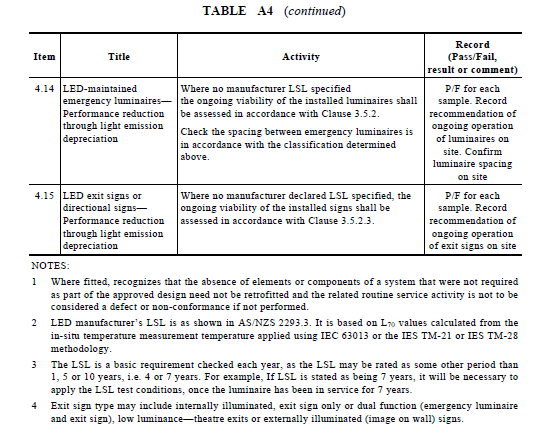 TABLE A4 (continued)
Item
Title
Activity
Record
(Pass/Fail,
result or comment)
4.14
LED-maintained
emergency luminaires—
Performance reduction
through light emission
depreciation
Where no manufacturer LSL specified
the ongoing viability of the installed luminaires shall
be assessed in accordance with Clause 3.5.2.
Check the spacing between emergency luminaires is
in accordance with the classification determined
above.
P/F for each
sample. Record
recommendation of
ongoing operation
of luminaires on
site. Confirm
luminaire spacing
on site
4.15
LED exit signs or
directional signs—
Performance reduction
through light emission
depreciation
Where no manufacturer declared LSL specified, the
ongoing viability of the installed signs shall be
assessed in accordance with Clause 3.5.2.3.
P/F for each
sample. Record
recommendation of
ongoing operation
of exit signs on site
NOTES:
1 Where fitted, recognizes that the absence of elements or components of a system that were not required
as part of the approved design need not be retrofitted and the related routine service activity is not to be
considered a defect or non-conformance if not performed.
2 LED manufacturer's LSL is as shown in AS/NZS 2293.3. It is based on L70 values calculated from the
in-situ temperature measurement temperature applied using IEC 63013 or the IES TM-21 or IES TM-28
methodology.
3 The LSL is a basic requirement checked each year, as the LSL may be rated as some other period than
1, 5 or 10 years, i.e. 4 or 7 years. For example, If LSL is stated as being 7 years, it will be necessary to
apply the LSL test conditions, once the luminaire has been in service for 7 years.
4 Exit sign type may include internally illuminated, exit sign only or dual function (emergency luminaire
and exit sign), low luminance—theatre exits or externally illuminated (image on wall) signs.